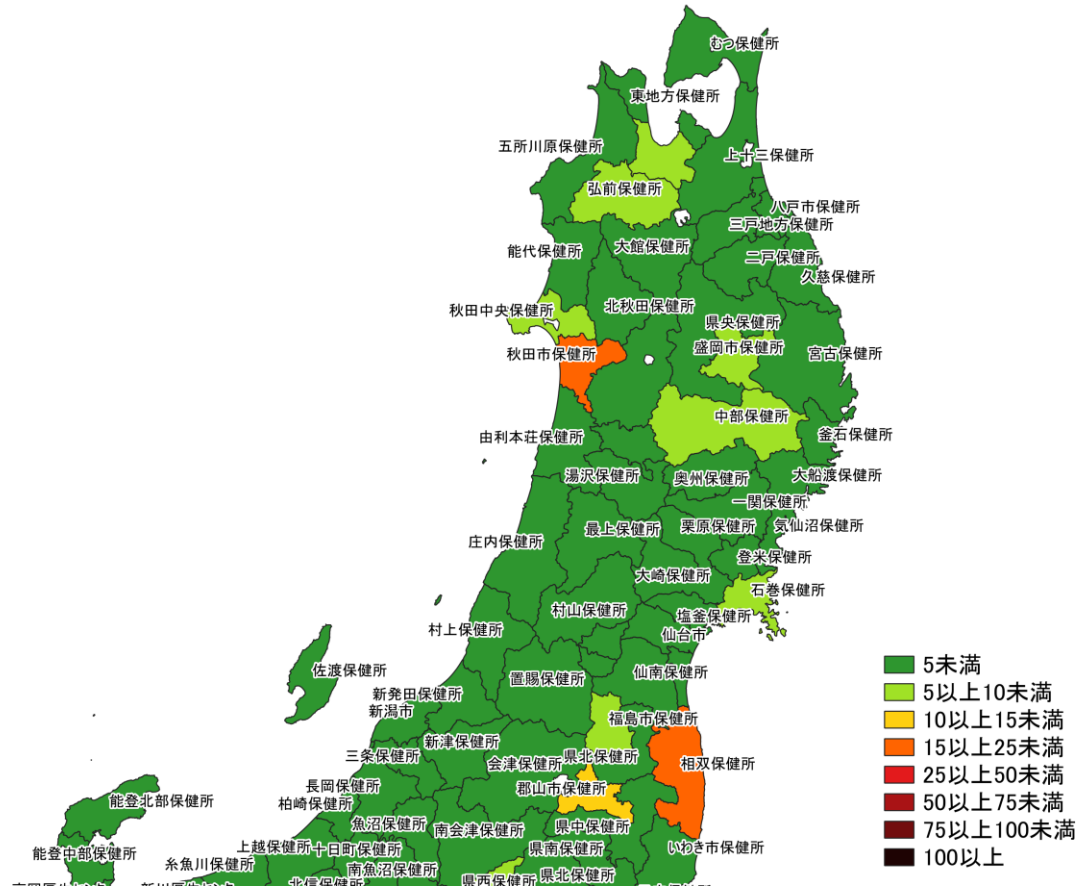 むつ保健所
東地方保健所
五所川原保健所
上十三保健所
弘前保健所
八戸市保健所
三戸地方保健所
大館保健所
能代保健所
二戸保健所
久慈保健所
北秋田保健所
秋田中央保健所
県央保健所
盛岡市保健所
秋田市保健所
宮古保健所
中部保健所
由利本荘保健所
釜石保健所
湯沢保健所
奥州保健所
大船渡保健所
一関保健所
最上保健所
栗原保健所
気仙沼保健所
庄内保健所
登米保健所
大崎保健所
石巻保健所
村山保健所
塩釜保健所
村上保健所
仙台市
佐渡保健所
置賜保健所
仙南保健所
新発田保健所
新潟市
福島市保健所
新津保健所
三条保健所
会津保健所
県北保健所
相双保健所
長岡保健所
郡山市保健所
能登北部保健所
柏崎保健所
魚沼保健所
南会津保健所
県中保健所
上越保健所
十日町保健所
県南保健所
いわき市保健所
能登中部保健所
糸魚川保健所
南魚沼保健所
県北保健所
県西保健所
北信保健所
5未満
5以上10未満
10以上15未満
15以上25未満
25以上50未満
50以上75未満
75以上100未満
100以上